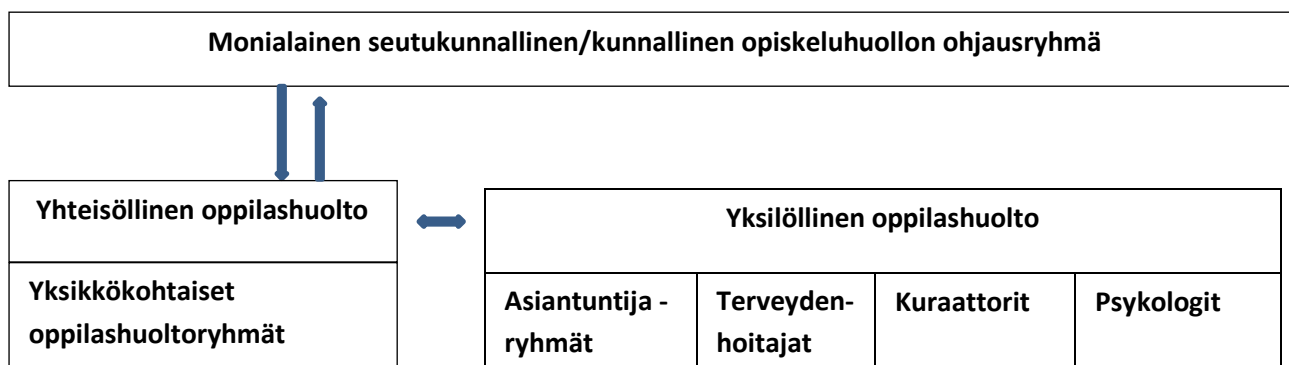 Monialainen seutukunnallinen/kunnallinen opiskeluhuollon ohjausryhmä
Yhteisöllinen oppilashuolto
Yksikkökohtaiset
oppilashuoltoryhmät
Yksilöllinen oppilashuolto
Asiantuntija -
ryhmät
Terveyden-
hoitajat
Kuraattorit
Psykologit